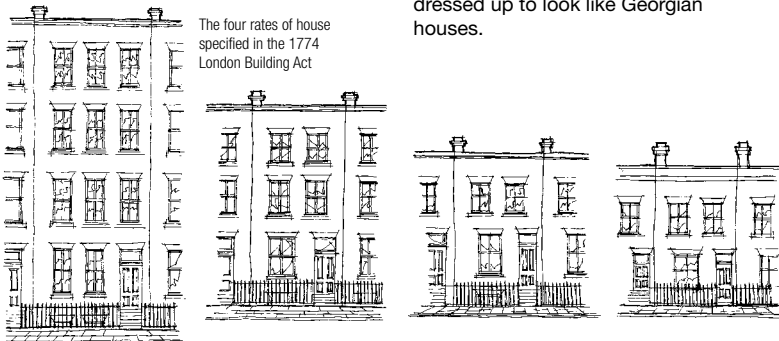 The four rates of house
specified in the 1774
London Building Act
dressed up to look like Georgian
houses.